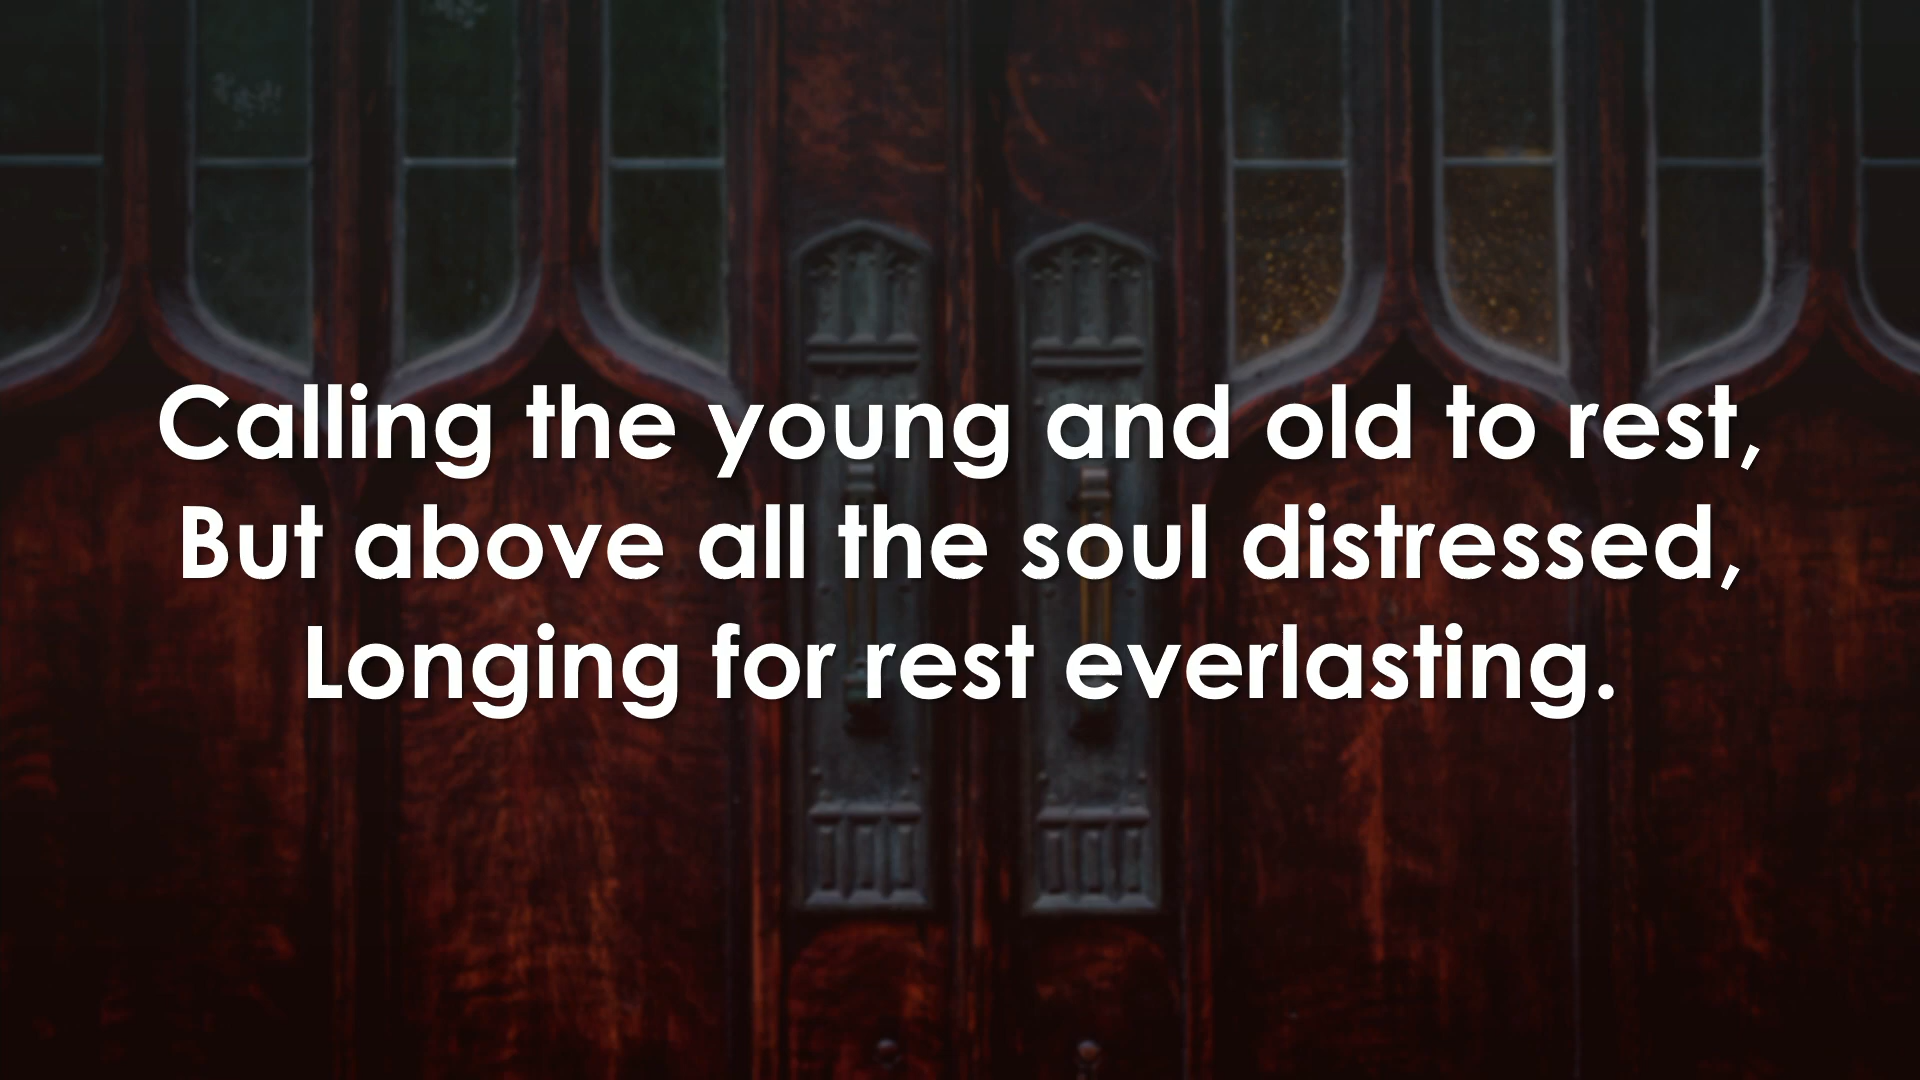 Calling the young and old to rest,
But above all the soul distressed,
Longing for rest everlasting.